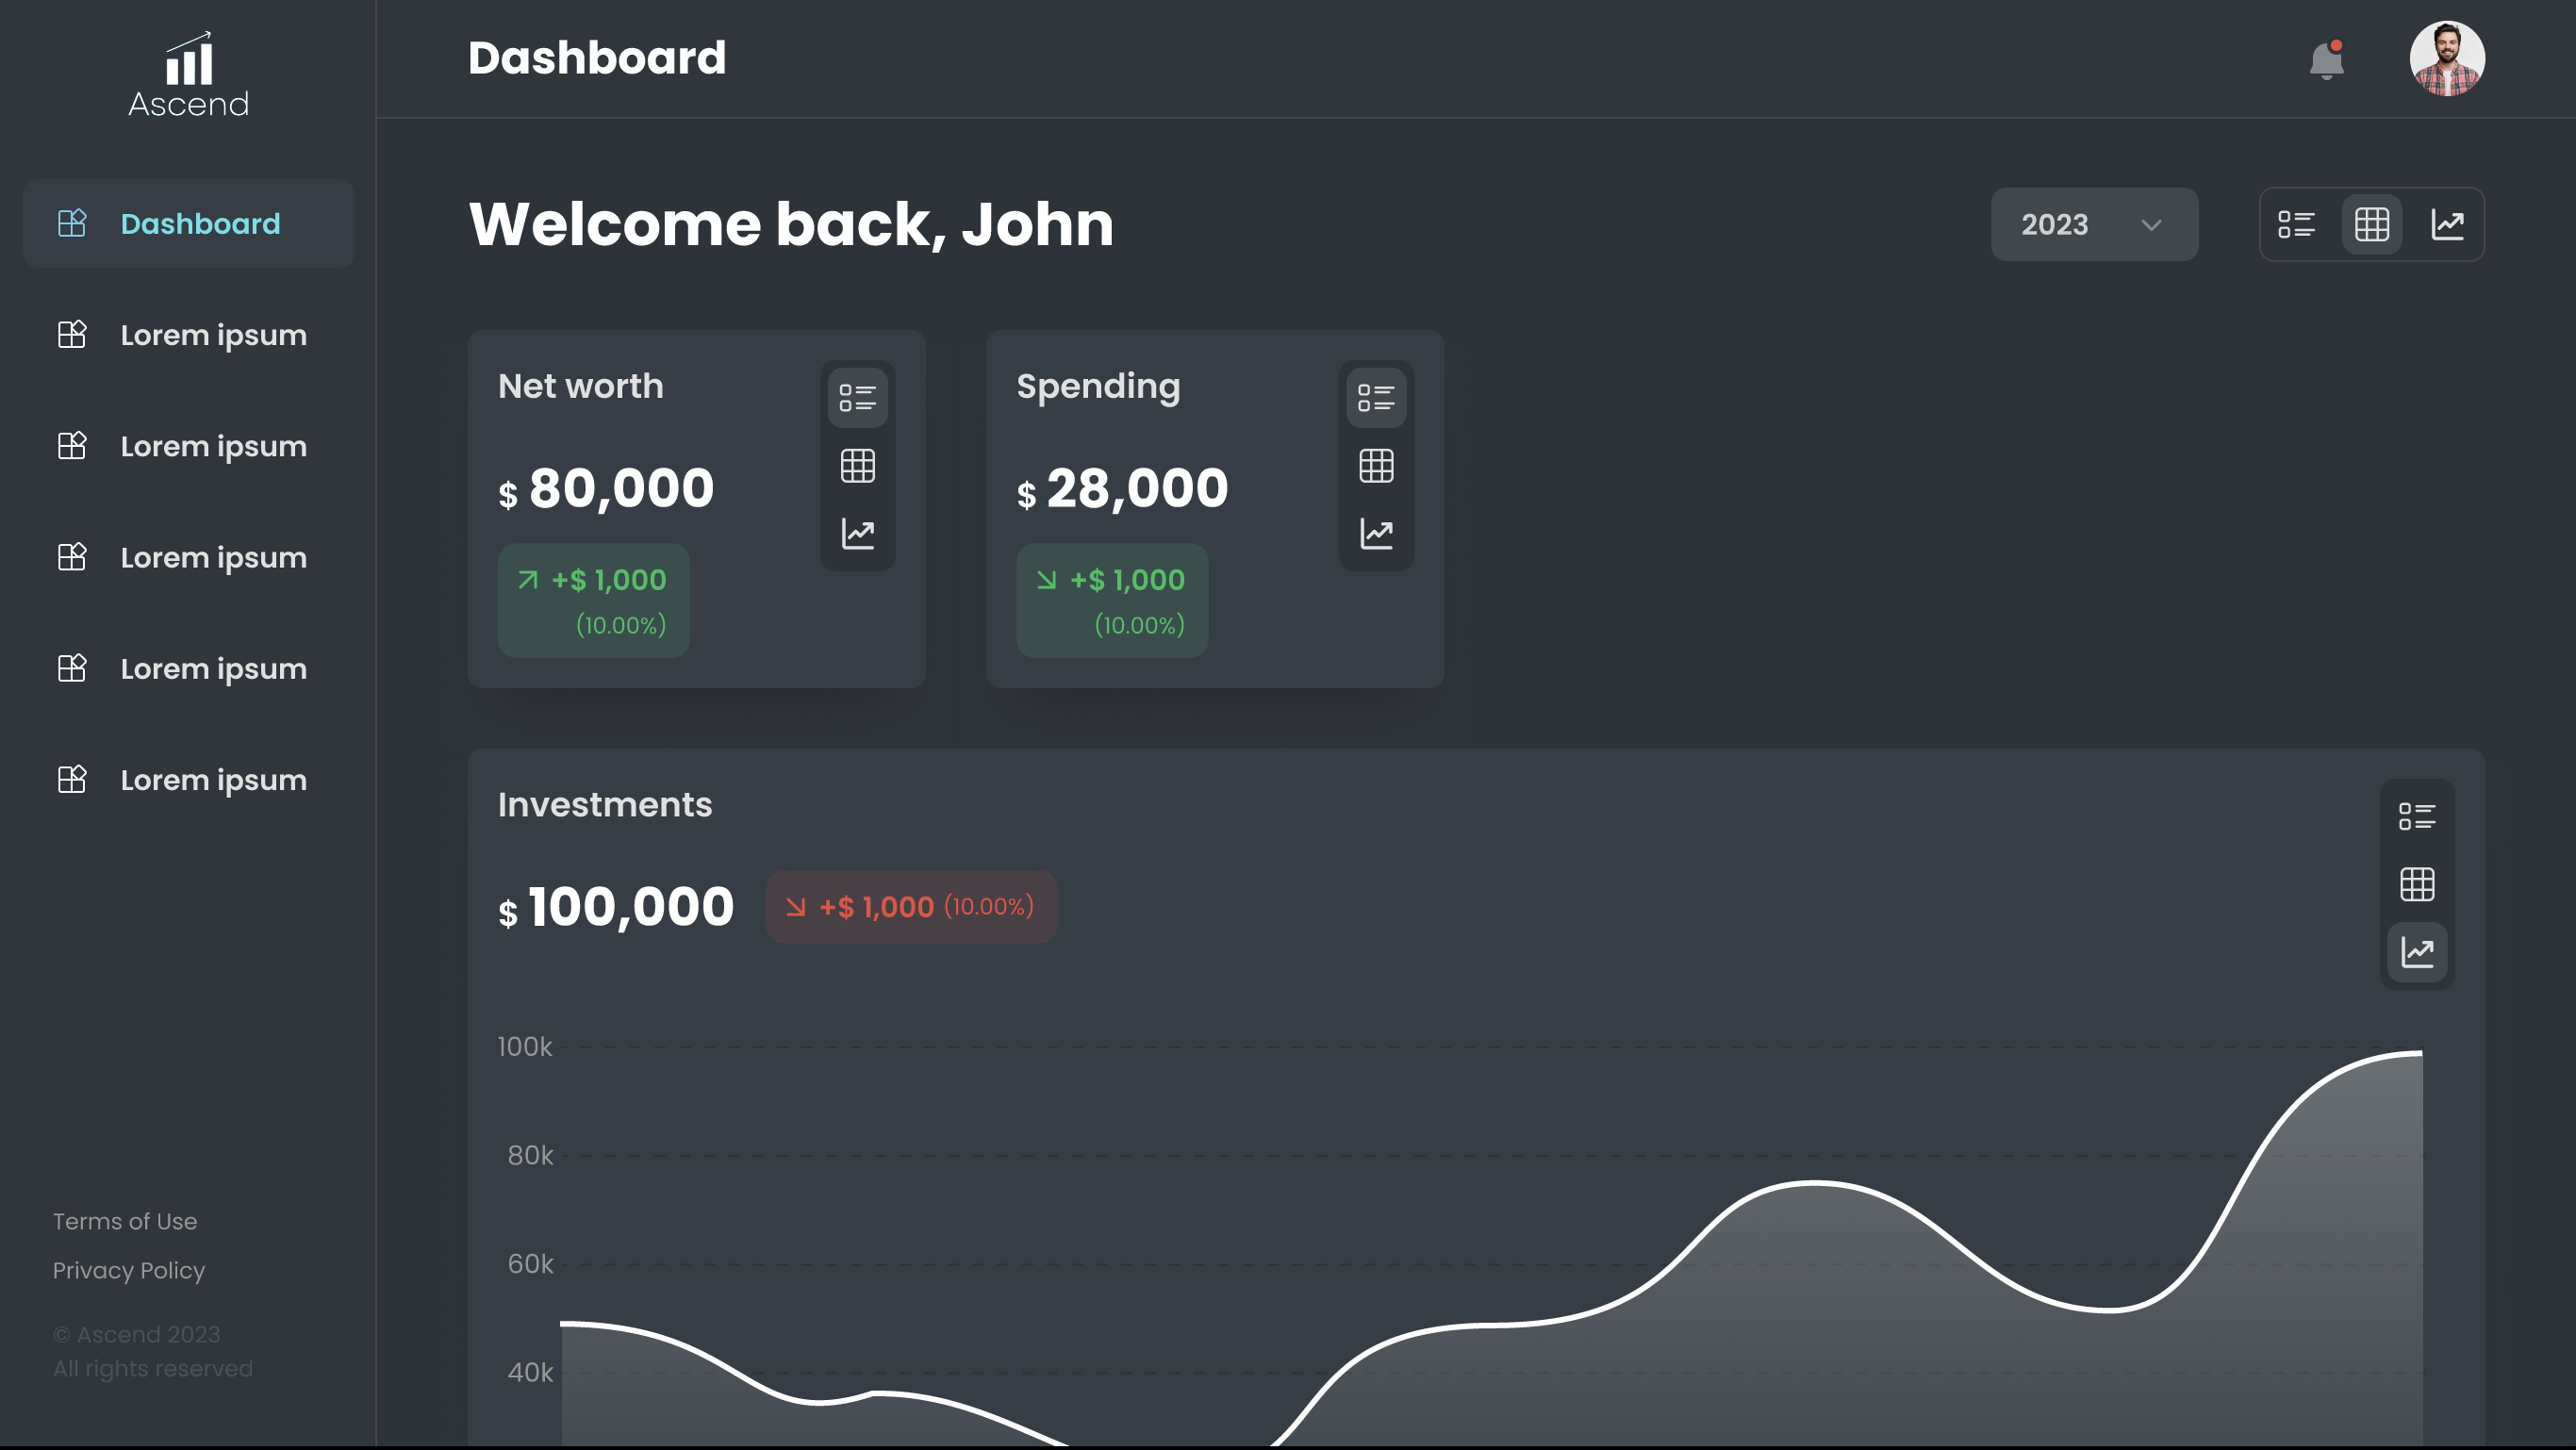 Ascend
Dashboard
Dashboard
Lorem ipsum
Lorem ipsum
Lorem ipsum
Lorem ipsum
Lorem ipsum
Terms of Use
Privacy Policy
© Ascend 2023
All rights reserved
Welcome back, John
2023
Net worth
$ 80,000
+$ 1,000
(10.00%)
Spending
$ 28,000
+$ 1,000
(10.00%)
Investments
$ 100,000
+$ 1,000 (10.00%)
100k
80k
60k
40k